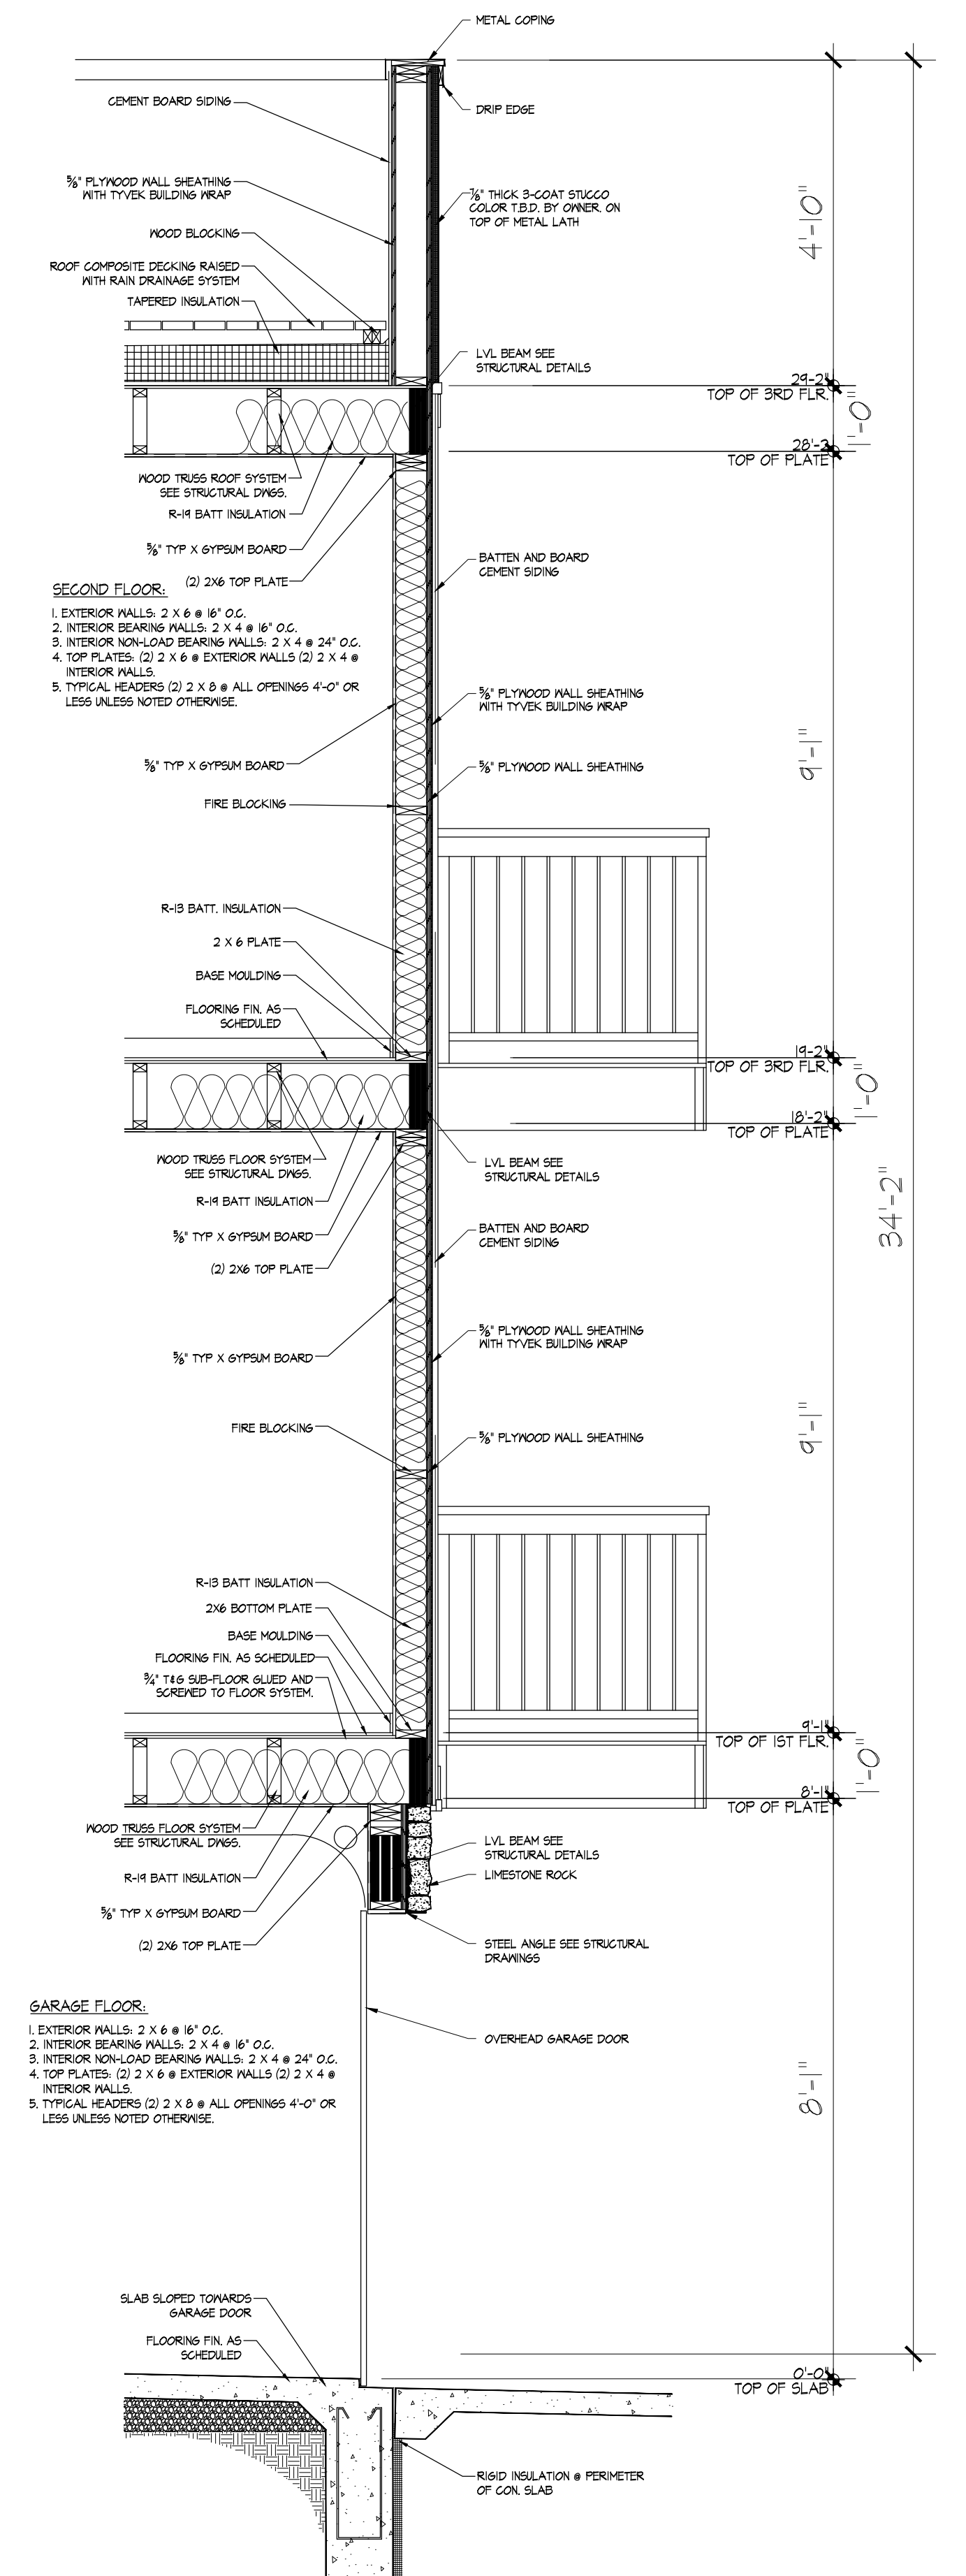 METAL COPING
CEMENT BOARD SIDING
DRIP EDGE
⅝" PLYWOOD WALL SHEATHING
WITH TYVEK BUILDING WRAP
⅞" THICK 3-COAT STUCCO
COLOR T.B.D. BY OWNER. ON
TOP OF METAL LATH
4'-10"
WOOD BLOCKING
ROOF COMPOSITE DECKING RAISED
WITH RAIN DRAINAGE SYSTEM
TAPERED INSULATION
LVL BEAM SEE
STRUCTURAL DETAILS
29'-2"
TOP OF 3RD FLR.
1'-0"
28'-3
TOP OF PLATE
WOOD TRUSS ROOF SYSTEM
SEE STRUCTURAL DWGS.
R-19 BATT INSULATION
⅝" TYP X GYPSUM BOARD
(2) 2X6 TOP PLATE
BATTEN AND BOARD
CEMENT SIDING
SECOND FLOOR:
1. EXTERIOR WALLS: 2 X 6 @ 16" O.C.
2. INTERIOR BEARING WALLS: 2 X 4 @ 16" O.C.
3. INTERIOR NON-LOAD BEARING WALLS: 2 X 4 @ 24" O.C.
4. TOP PLATES: (2) 2 X 6 @ EXTERIOR WALLS (2) 2 X 4 @
INTERIOR WALLS.
5. TYPICAL HEADERS (2) 2 X 8 @ ALL OPENINGS 4'-0" OR
LESS UNLESS NOTED OTHERWISE.
⅝" PLYWOOD WALL SHEATHING
WITH TYVEK BUILDING WRAP
9'-1"
⅝" TYP X GYPSUM BOARD
⅝" PLYWOOD WALL SHEATHING
FIRE BLOCKING
R-13 BATT. INSULATION
2 X 6 PLATE
BASE MOULDING
FLOORING FIN. AS
SCHEDULED
19'-2"
TOP OF 3RD FLR.
1'-0"
18'-2"
TOP OF PLATE
34'-2"
WOOD TRUSS FLOOR SYSTEM
SEE STRUCTURAL DWGS.
LVL BEAM SEE
STRUCTURAL DETAILS
R-19 BATT INSULATION
⅝" TYP X GYPSUM BOARD
(2) 2X6 TOP PLATE
BATTEN AND BOARD
CEMENT SIDING
⅝" TYP X GYPSUM BOARD
⅝" PLYWOOD WALL SHEATHING
WITH TYVEK BUILDING WRAP
9'-1"
FIRE BLOCKING
⅝" PLYWOOD WALL SHEATHING
R-13 BATT INSULATION
2X6 BOTTOM PLATE
BASE MOULDING
FLOORING FIN. AS SCHEDULED
¾" T&G SUB-FLOOR GLUED AND
SCREWED TO FLOOR SYSTEM.
9'-1"
TOP OF 1ST FLR.
1'-0"
8'-1"
TOP OF PLATE
WOOD TRUSS FLOOR SYSTEM
SEE STRUCTURAL DWGS.
R-19 BATT INSULATION
⅝" TYP X GYPSUM BOARD
(2) 2X6 TOP PLATE
LVL BEAM SEE
STRUCTURAL DETAILS
LIMESTONE ROCK
STEEL ANGLE SEE STRUCTURAL
DRAWINGS
GARAGE FLOOR:
1. EXTERIOR WALLS: 2 X 6 @ 16" O.C.
2. INTERIOR BEARING WALLS: 2 X 4 @ 16" O.C.
3. INTERIOR NON-LOAD BEARING WALLS: 2 X 4 @ 24" O.C.
4. TOP PLATES: (2) 2 X 6 @ EXTERIOR WALLS (2) 2 X 4 @
INTERIOR WALLS.
5. TYPICAL HEADERS (2) 2 X 8 @ ALL OPENINGS 4'-0" OR
LESS UNLESS NOTED OTHERWISE.
OVERHEAD GARAGE DOOR
8'-1"
SLAB SLOPED TOWARDS
GARAGE DOOR
FLOORING FIN. AS
SCHEDULED
0'-0"
TOP OF SLAB
RIGID INSULATION @ PERIMETER
OF CON. SLAB